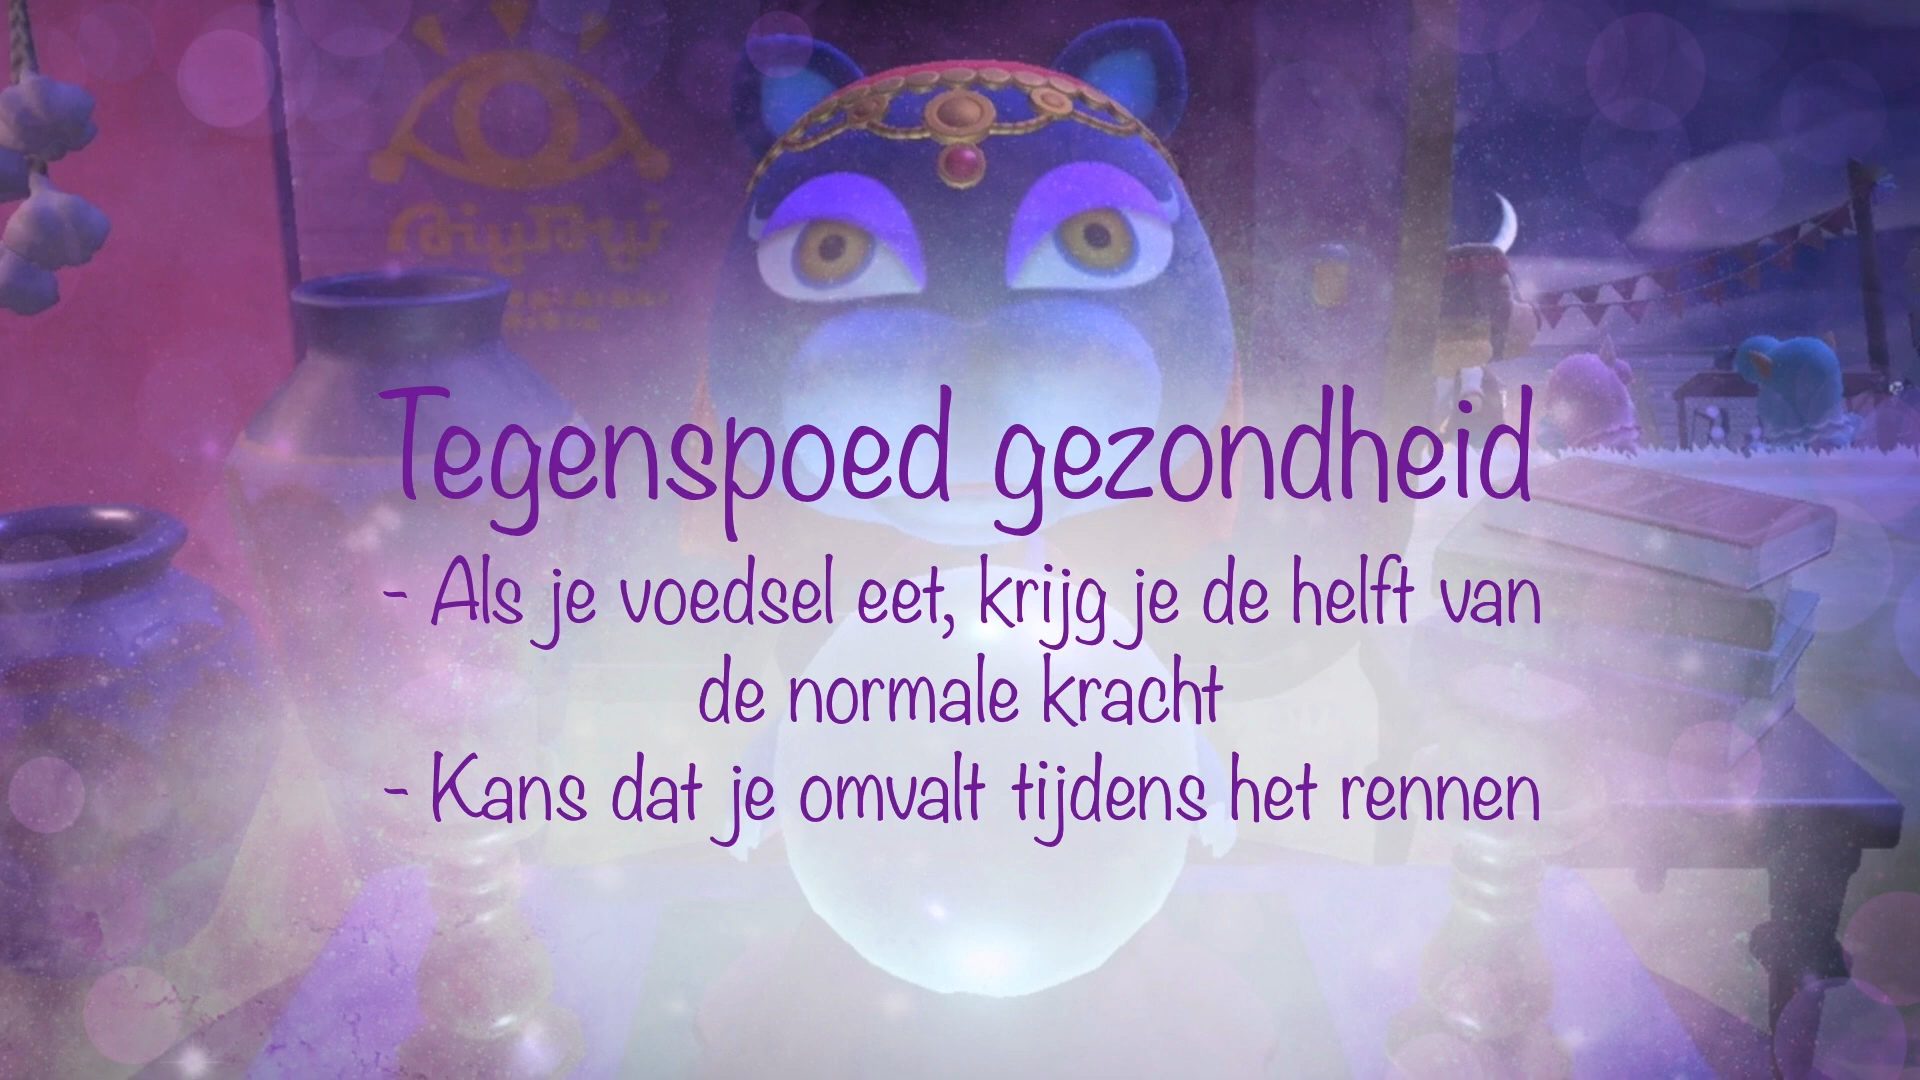 Tegenspoed gezondheid
- Als je voedsel eet, krijg je de helft van
de normale kracht
- Kans dat je omvalt tijdens het rennen